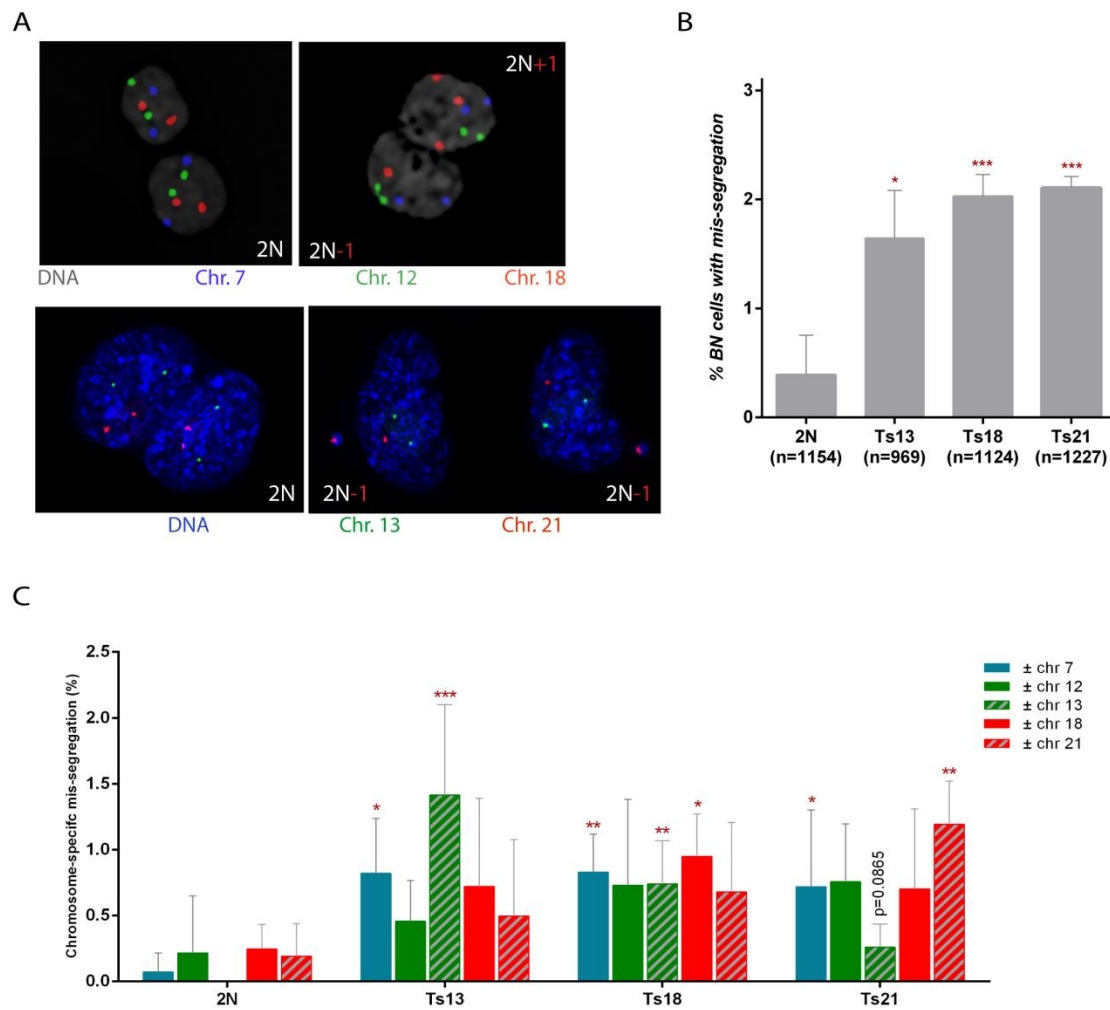 A
2N
2N+1
2N-1
DNA Chr. 7 Chr. 12 Chr. 18
2N
2N-1 2N-1
DNA Chr. 13 Chr. 21
B
% BN cells with mis-segregation
3
2
1
0
* *** ***
2N Ts13 Ts18 Ts21
(n=1154) (n=969) (n=1124) (n=1227)
C
Chromosome-specifc mis-segregation (%)
2.5
2.0
1.5
1.0
0.5
0.0
* *** ** ** * * p=0.0865 **
2N Ts13 Ts18 Ts21
± chr 7
± chr 12
± chr 13
± chr 18
± chr 21